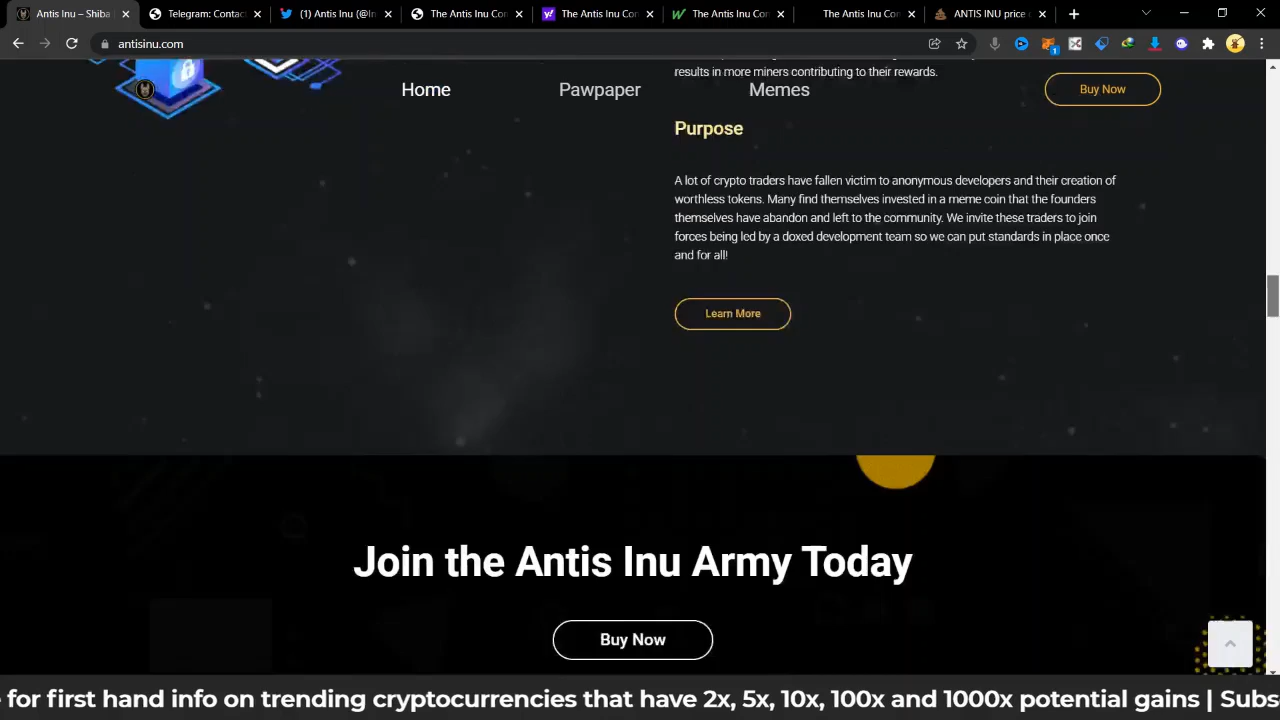 Antis Inu – Shiba
Telegram: Contac
(1) Antis Inu (@In
The Antis Inu Con
The Antis Inu Con
The Antis Inu Con
The Antis Inu Con
ANTIS INU price
antisinu.com
1
results in more miners contributing to their rewards.
Home
Pawpaper
Memes
Buy Now
Purpose
A lot of crypto traders have fallen victim to anonymous developers and their creation of
worthless tokens. Many find themselves invested in a meme coin that the founders
themselves have abandon and left to the community. We invite these traders to join
forces being led by a doxed development team so we can put standards in place once
and for all!
Learn More
Join the Antis Inu Army Today
Buy Now
for first hand info on trending cryptocurrencies that have 2x, 5x, 10x, 100x and 1000x potential gains | Subs